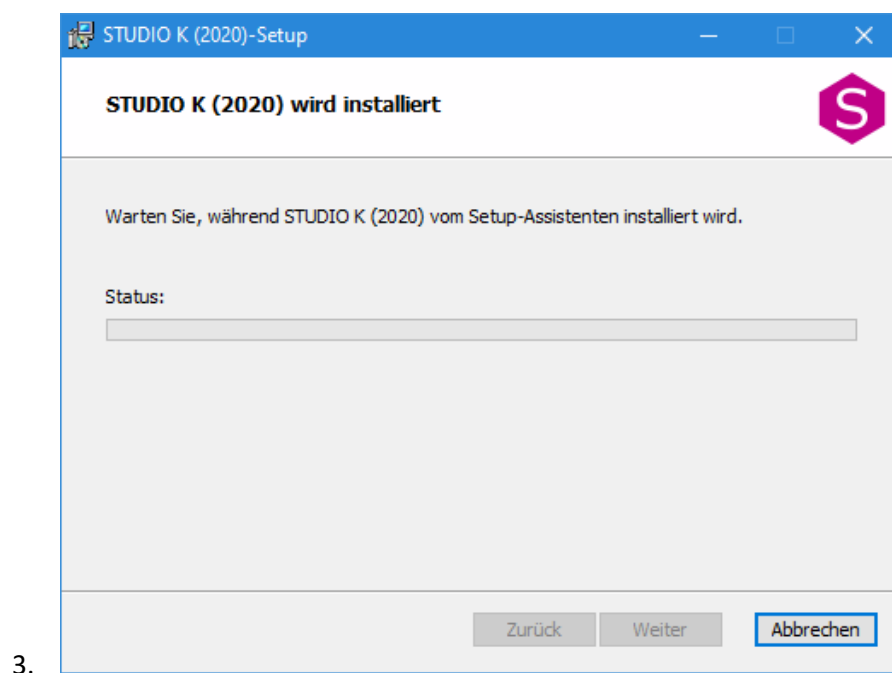 STUDIO K (2020)-Setup
STUDIO K (2020) wird installiert
S
Warten Sie, während STUDIO K (2020) vom Setup-Assistenten installiert wird.
Status:
Zurück Weiter Abbrechen
3.